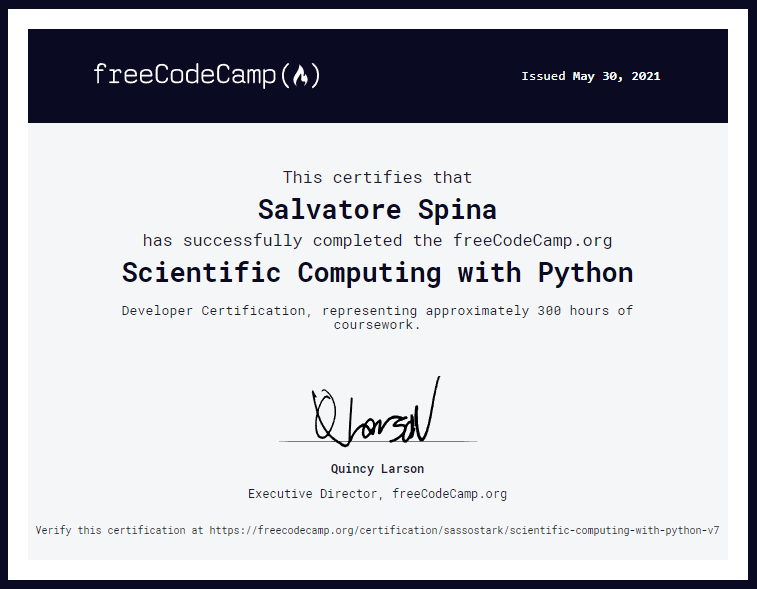 freeCodeCamp
Issued May 30, 2021
This certifies that
Salvatore Spina
has successfully completed the freeCodeCamp.org
Scientific Computing with Python
Developer Certification, representing approximately 300 hours of
coursework.
Q Larson
Quincy Larson
Executive Director, freeCodeCamp.org
Verify this certification at https://freecodecamp.org/certification/sassostark/scientific-computing-with-python-v7